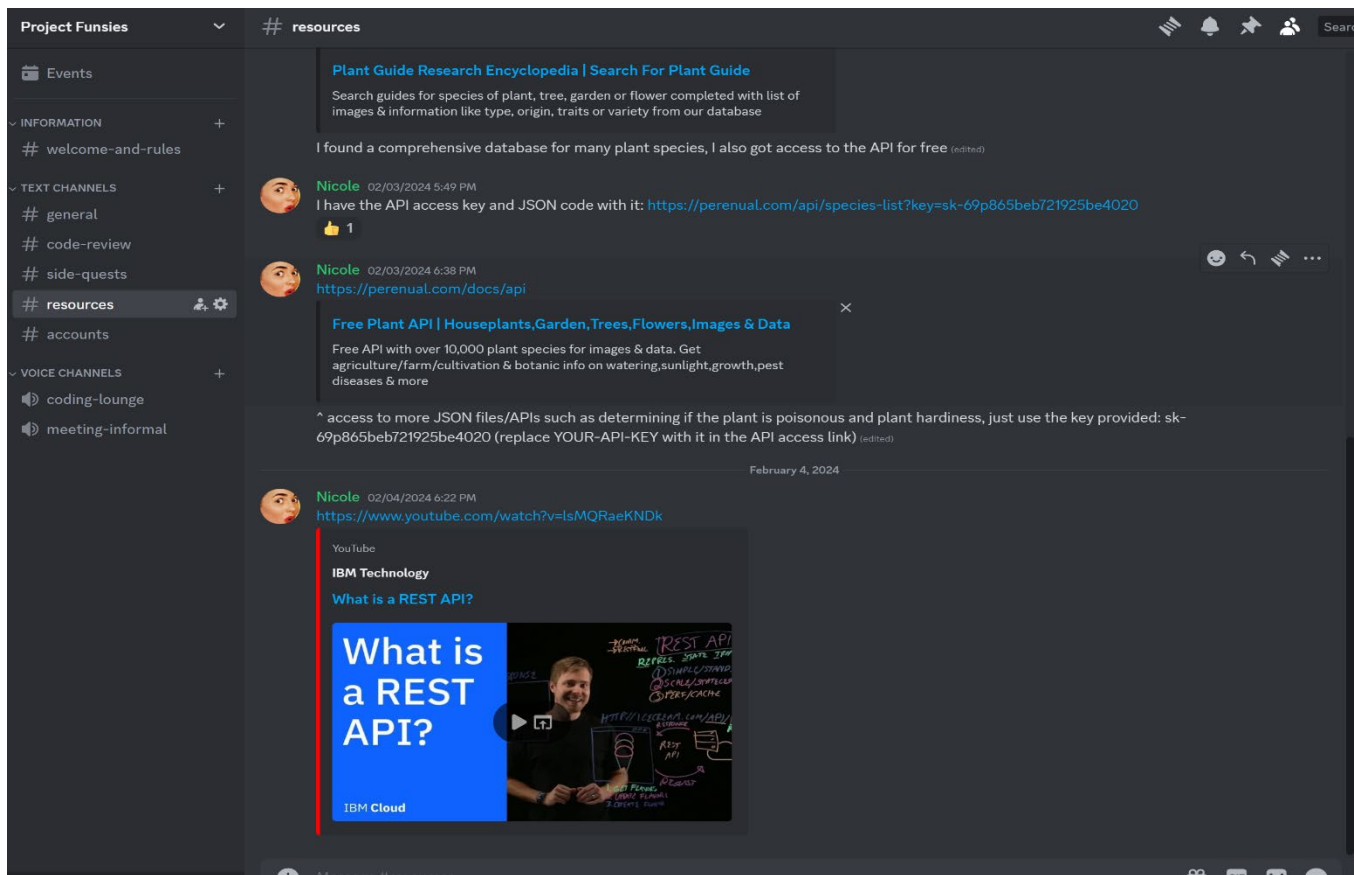 Project Funsies
# resources
Sear
Events
INFORMATION
# welcome-and-rules
TEXT CHANNELS
# general
# code-review
# side-quests
# resources
# accounts
VOICE CHANNELS
coding-lounge
meeting-informal
Plant Guide Research Encyclopedia | Search For Plant Guide
Search guides for species of plant, tree, garden or flower completed with list of
images & information like type, origin, traits or variety from our database
I found a comprehensive database for many plant species, I also got access to the API for free (edited)
Nicole 02/03/2024 5:49 PM
I have the API access key and JSON code with it: https://perenual.com/api/species-list?key=sk-69p865beb721925be4020
👍 1
Nicole 02/03/2024 6:38 PM
https://perenual.com/docs/api
Free Plant API | Houseplants,Garden,Trees,Flowers,Images & Data
Free API with over 10,000 plant species for images & data. Get
agriculture/farm/cultivation & botanic info on watering,sunlight,growth,pest
diseases & more
^ access to more JSON files/APIs such as determining if the plant is poisonous and plant hardiness, just use the key provided: sk-
69p865beb721925be4020 (replace YOUR-API-KEY with it in the API access link) (edited)
February 4, 2024
Nicole 02/04/2024 6:22 PM
https://www.youtube.com/watch?v=lsMQRaeKNDk
YouTube
IBM Technology
What is a REST API?
What is
a REST
API?
IBM Cloud
REST API
HTTP://ICECREAM.COM/API/
REST
API